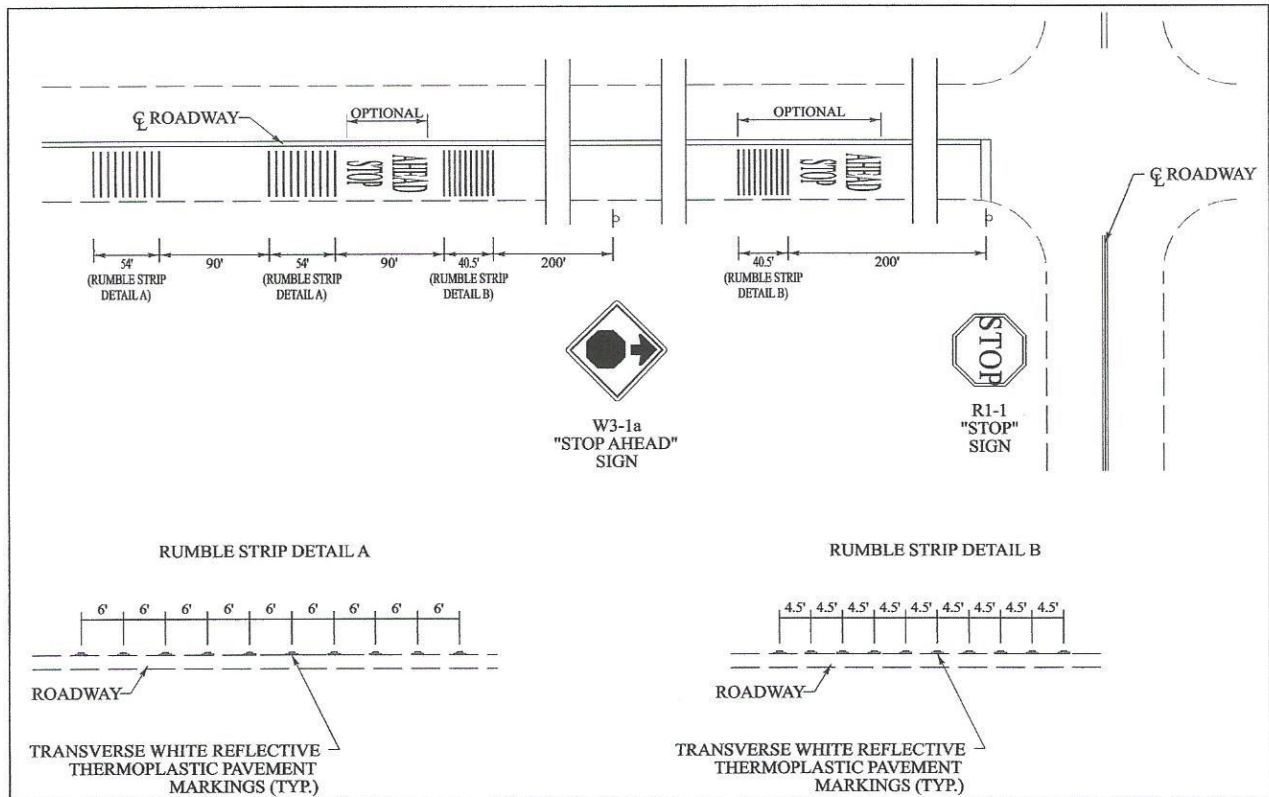 OPTIONAL
OPTIONAL
℄ ROADWAY
STOP
AHEAD
STOP
AHEAD
℄ ROADWAY
54'
(RUMBLE STRIP
DETAIL A)
90'
54'
(RUMBLE STRIP
DETAIL A)
90'
40.5'
(RUMBLE STRIP
DETAIL B)
200'
40.5'
(RUMBLE STRIP
DETAIL B)
200'
W3-1a
"STOP AHEAD"
SIGN
STOP
R1-1
"STOP"
SIGN
RUMBLE STRIP DETAIL A
6' 6' 6' 6' 6' 6' 6' 6' 6'
ROADWAY
TRANSVERSE WHITE REFLECTIVE
THERMOPLASTIC PAVEMENT
MARKINGS (TYP.)
RUMBLE STRIP DETAIL B
4.5' 4.5' 4.5' 4.5' 4.5' 4.5' 4.5' 4.5' 4.5'
ROADWAY
TRANSVERSE WHITE REFLECTIVE
THERMOPLASTIC PAVEMENT
MARKINGS (TYP.)